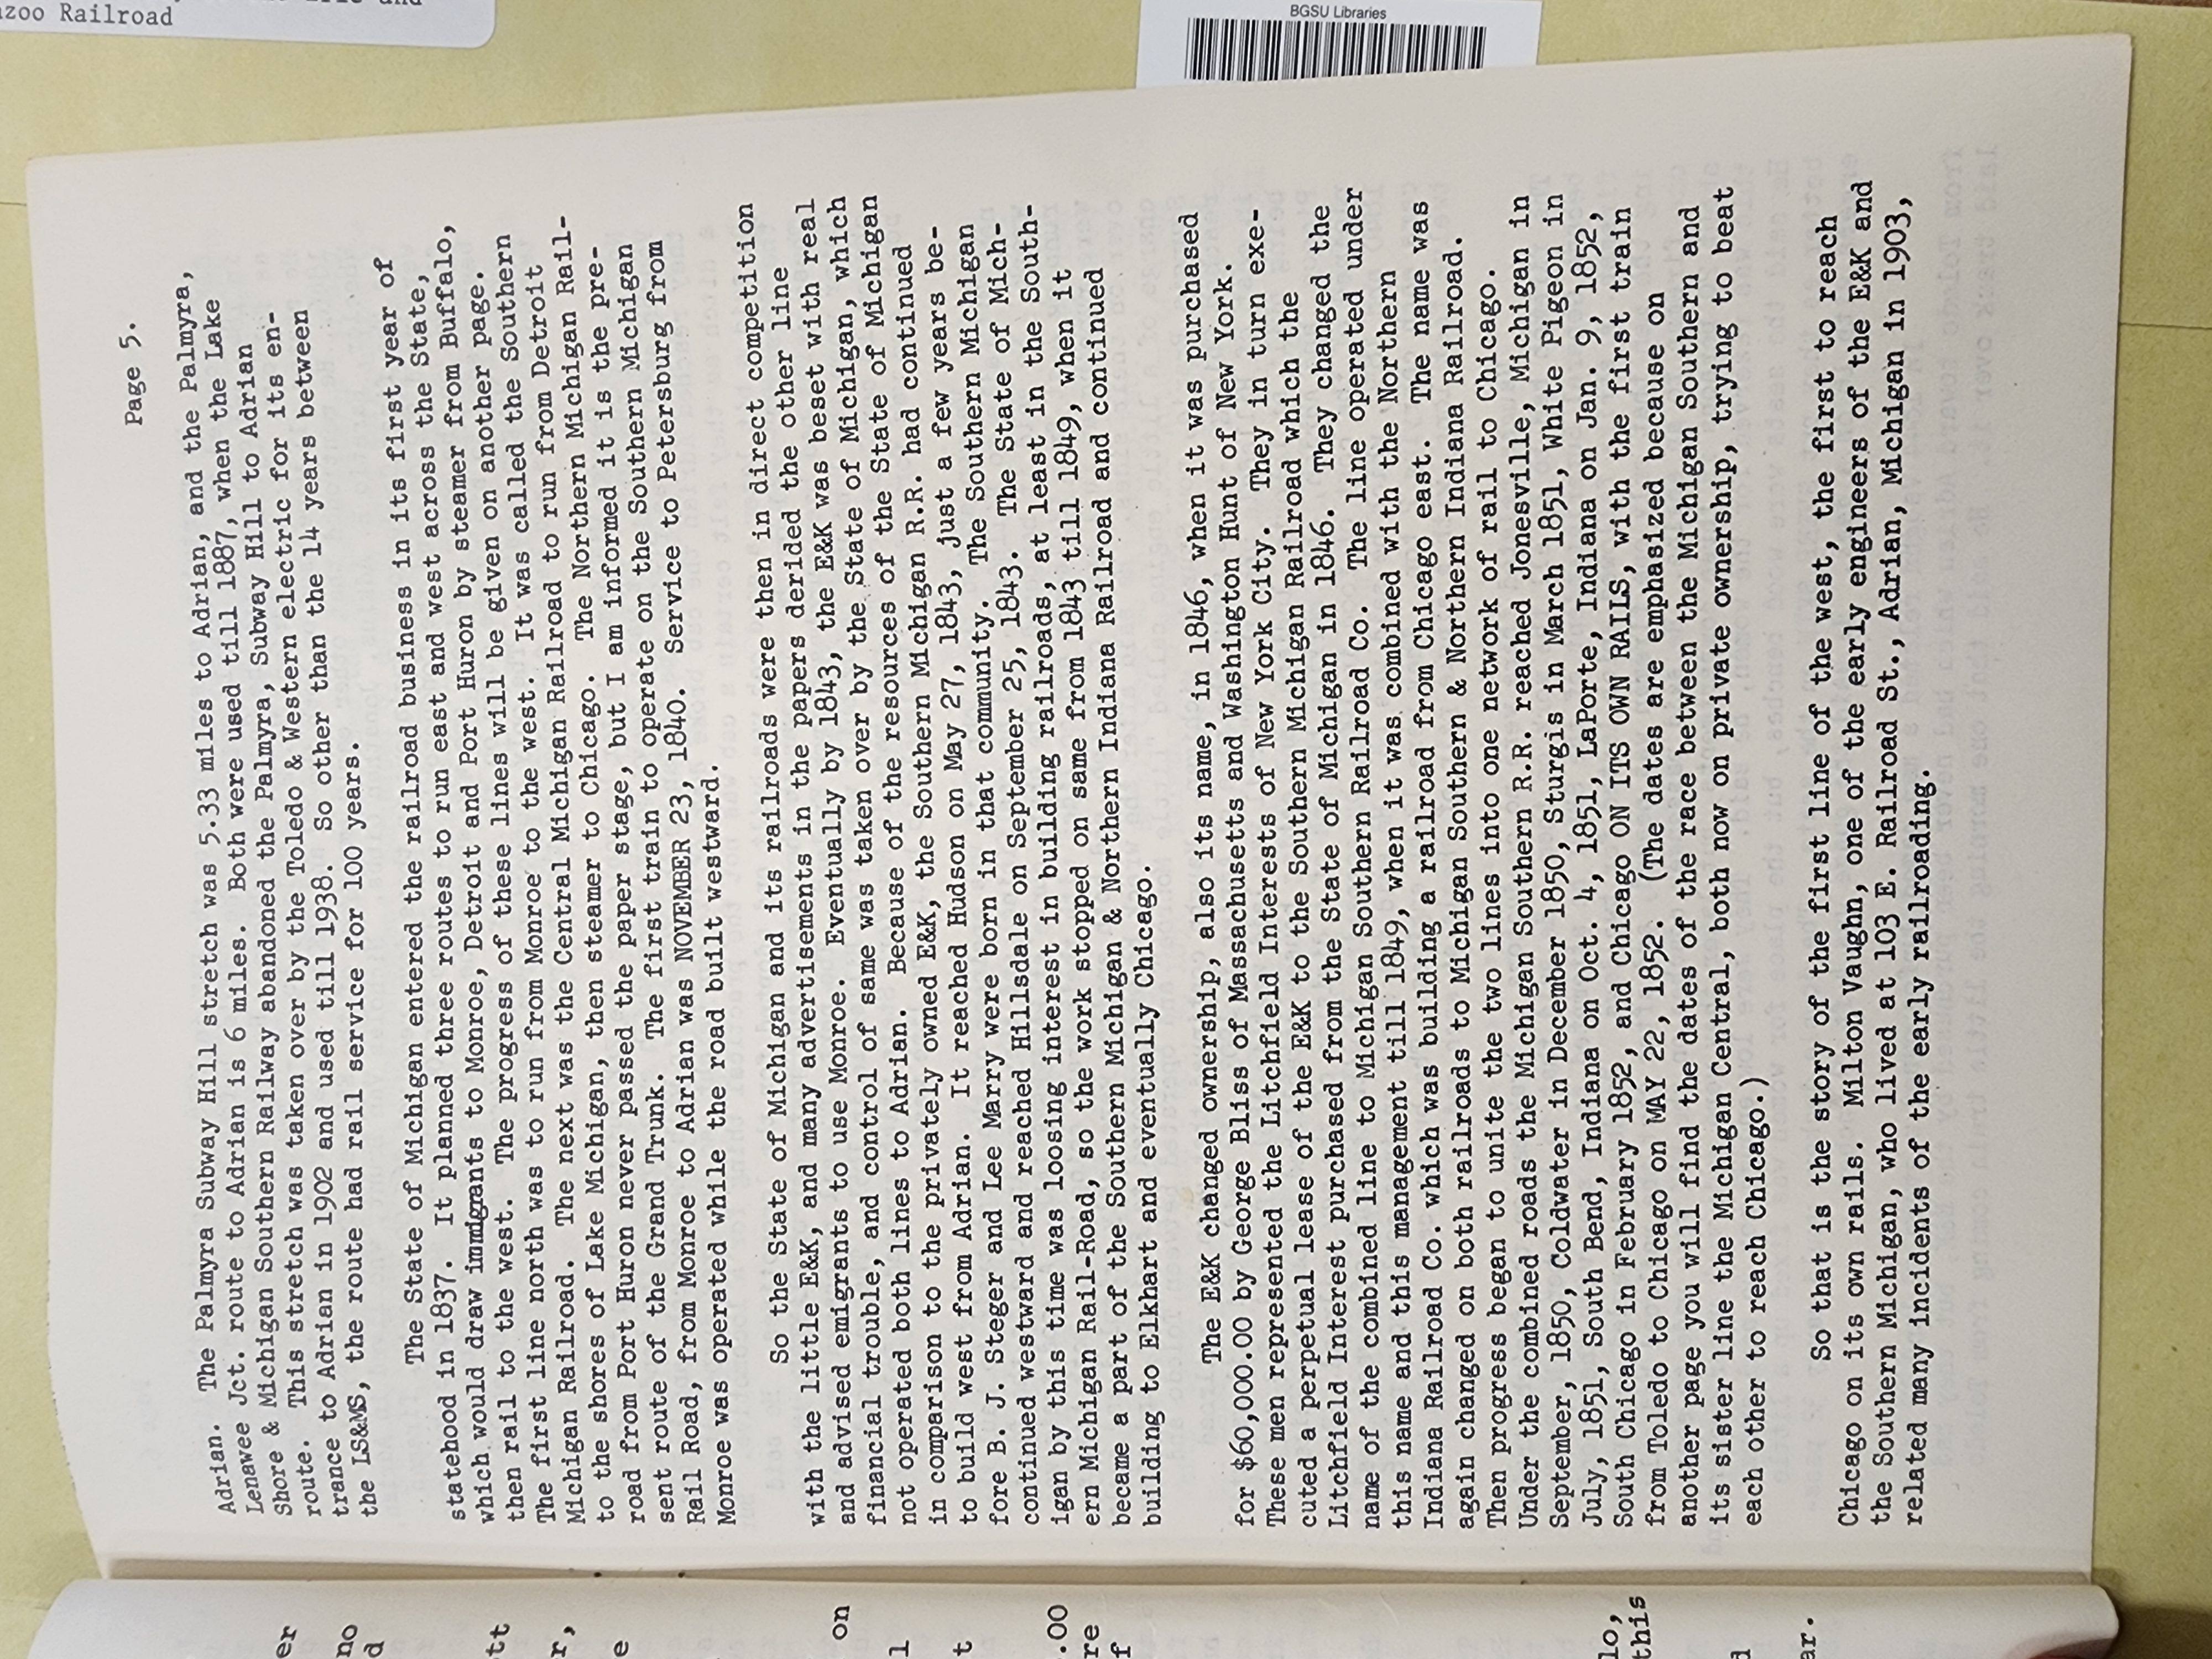 zoo Railroad
BGSU Libraries
Page 5.
Adrian. The Palmyra Subway Hill stretch was 5.33 miles to Adrian, and the Palmyra,
Lenawee Jct. route to Adrian is 6 miles. Both were used till 1887, when the Lake
Shore & Michigan Southern Railway abandoned the Palmyra, Subway Hill to Adrian
route. This stretch was taken over by the Toledo & Western electric for its en-
trance to Adrian in 1902 and used till 1938. So other than the 14 years between
the LS&MS, the route had rail service for 100 years.
The State of Michigan entered the railroad business in its first year of
statehood in 1837. It planned three routes to run east and west across the State,
which would draw immigrants to Monroe, Detroit and Port Huron by steamer from Buffalo,
then rail to the west. The progress of these lines will be given on another page.
The first line north was to run from Monroe to the west. It was called the Southern
Michigan Railroad. The next was the Central Michigan Railroad to run from Detroit
to the shores of Lake Michigan, then steamer to Chicago. The Northern Michigan Rail-
road from Port Huron never passed the paper stage, but I am informed it is the pre-
sent route of the Grand Trunk. The first train to operate on the Southern Michigan
Rail Road, from Monroe to Adrian was NOVEMBER 23, 1840. Service to Petersburg from
Monroe was operated while the road built westward.
So the State of Michigan and its railroads were then in direct competition
with the little E&K, and many advertisements in the papers derided the other line
and advised emigrants to use Monroe. Eventually by 1843, the E&K was beset with real
financial trouble, and control of same was taken over by the State of Michigan, which
not operated both lines to Adrian. Because of the resources of the State of Michigan
in comparison to the privately owned E&K, the Southern Michigan R.R. had continued
to build west from Adrian. It reached Hudson on May 27, 1843, just a few years be-
fore B. J. Steger and Lee Marry were born in that community. The Southern Michigan
continued westward and reached Hillsdale on September 25, 1843. The State of Mich-
igan by this time was loosing interest in building railroads, at least in the South-
ern Michigan Rail-Road, so the work stopped on same from 1843 till 1849, when it
became a part of the Southern Michigan & Northern Indiana Railroad and continued
building to Elkhart and eventually Chicago.
The E&K changed ownership, also its name, in 1846, when it was purchased
for $60,000.00 by George Bliss of Massachusetts and Washington Hunt of New York.
These men represented the Litchfield Interests of New York City. They in turn exe-
cuted a perpetual lease of the E&K to the Southern Michigan Railroad which the
Litchfield Interest purchased from the State of Michigan in 1846. They changed the
name of the combined line to Michigan Southern Railroad Co. The line operated under
this name and this management till 1849, when it was combined with the Northern
Indiana Railroad Co. which was building a railroad from Chicago east. The name was
again changed on both railroads to Michigan Southern & Northern Indiana Railroad.
Then progress began to unite the two lines into one network of rail to Chicago.
Under the combined roads the Michigan Southern R.R. reached Jonesville, Michigan in
September, 1850, Coldwater in December 1850, Sturgis in March 1851, White Pigeon in
July, 1851, South Bend, Indiana on Oct. 4, 1851, LaPorte, Indiana on Jan. 9, 1852,
South Chicago in February 1852, and Chicago ON ITS OWN RAILS, with the first train
from Toledo to Chicago on MAY 22, 1852. (The dates are emphasized because on
another page you will find the dates of the race between the Michigan Southern and
its sister line the Michigan Central, both now on private ownership, trying to beat
each other to reach Chicago.)
So that is the story of the first line of the west, the first to reach
Chicago on its own rails. Milton Vaughn, one of the early engineers of the E&K and
the Southern Michigan, who lived at 103 E. Railroad St., Adrian, Michigan in 1903,
related many incidents of the early railroading.
er
no
d
tt
r,
e
on
l
t
.00
re
f
lo,
this
d
ar.